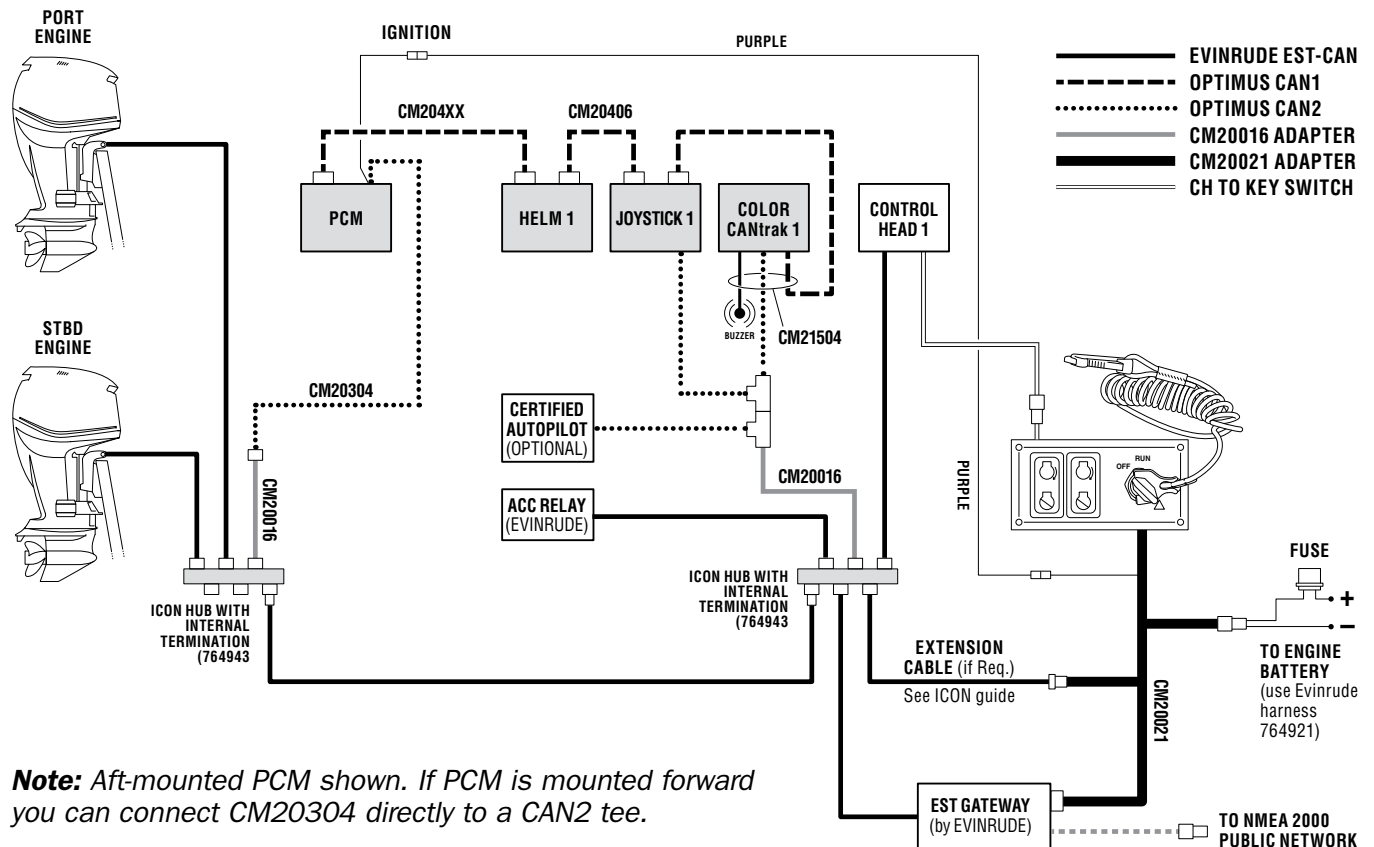 PORT
ENGINE
IGNITION
PURPLE
EVINRUDE EST-CAN
OPTIMUS CAN1
OPTIMUS CAN2
CM20016 ADAPTER
CM20021 ADAPTER
CH TO KEY SWITCH
CM204XX
CM20406
PCM
HELM 1
JOYSTICK 1
COLOR
CANtrak 1
CONTROL
HEAD 1
BUZZER
CM21504
STBD
ENGINE
CM20304
CERTIFIED
AUTOPILOT
(OPTIONAL)
CM20016
CM20016
ACC RELAY
(EVINRUDE)
PURPLE
OFF
RUN
FUSE
+
–
ICON HUB WITH
INTERNAL
TERMINATION
(764943
ICON HUB WITH
INTERNAL
TERMINATION
(764943
EXTENSION
CABLE (if Req.)
See ICON guide
CM20021
TO ENGINE
BATTERY
(use Evinrude
harness
764921)
Note: Aft-mounted PCM shown. If PCM is mounted forward
you can connect CM20304 directly to a CAN2 tee.
EST GATEWAY
(by EVINRUDE)
TO NMEA 2000
PUBLIC NETWORK